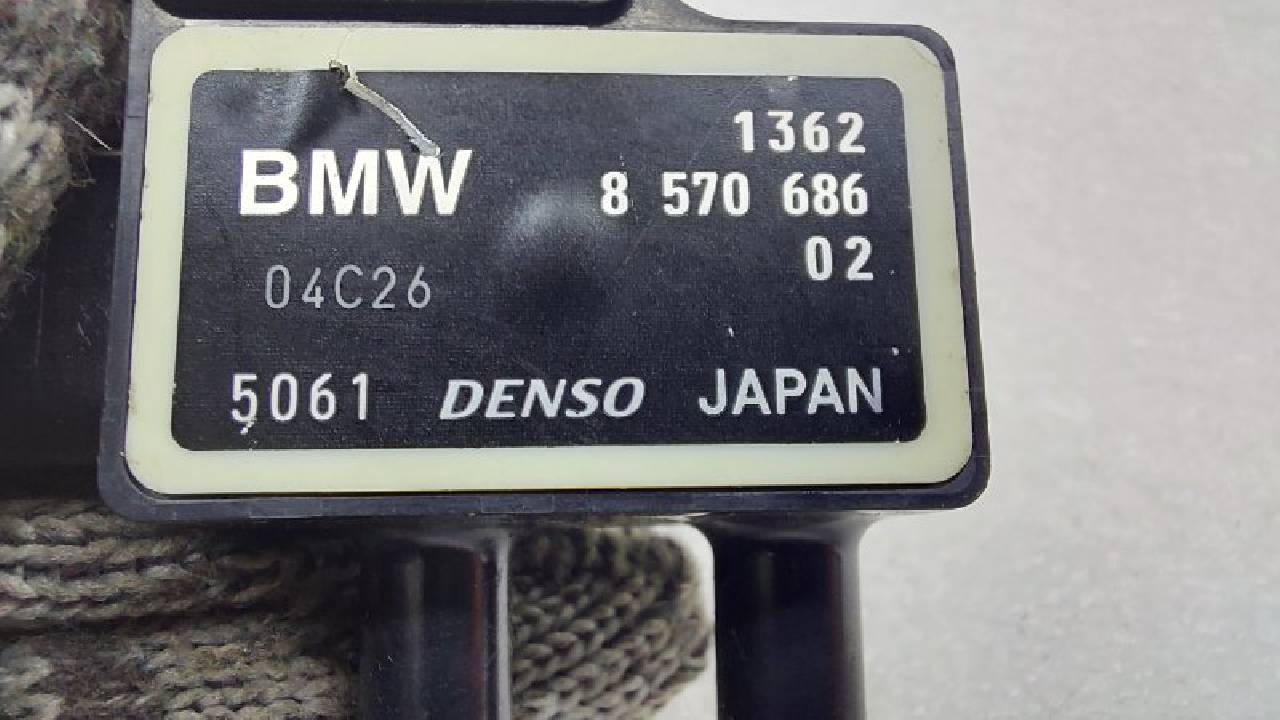 1362
BMW 8 570 686
02
04C26
5061 DENSO JAPAN